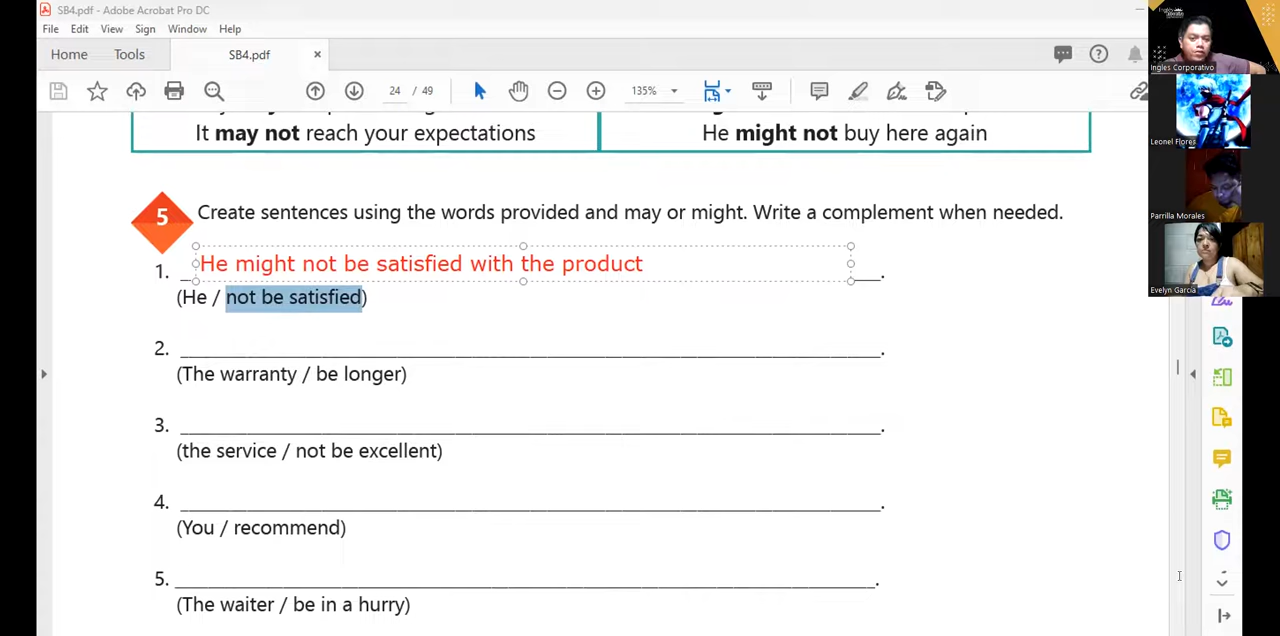 SB4.pdf - Adobe Acrobat Pro DC
File Edit View Sign Window Help
Home Tools SB4.pdf ×
24 / 49 135%
It may not reach your expectations
He might not buy here again
5 Create sentences using the words provided and may or might. Write a complement when needed.
1. He might not be satisfied with the product.
(He / not be satisfied)
2. ______.
(The warranty / be longer)
3. ______.
(the service / not be excellent)
4. ______.
(You / recommend)
5. ______.
(The waiter / be in a hurry)
Ingles Corporativo
Leonel Flores
Parrilla Morales
Evelyn Garcia